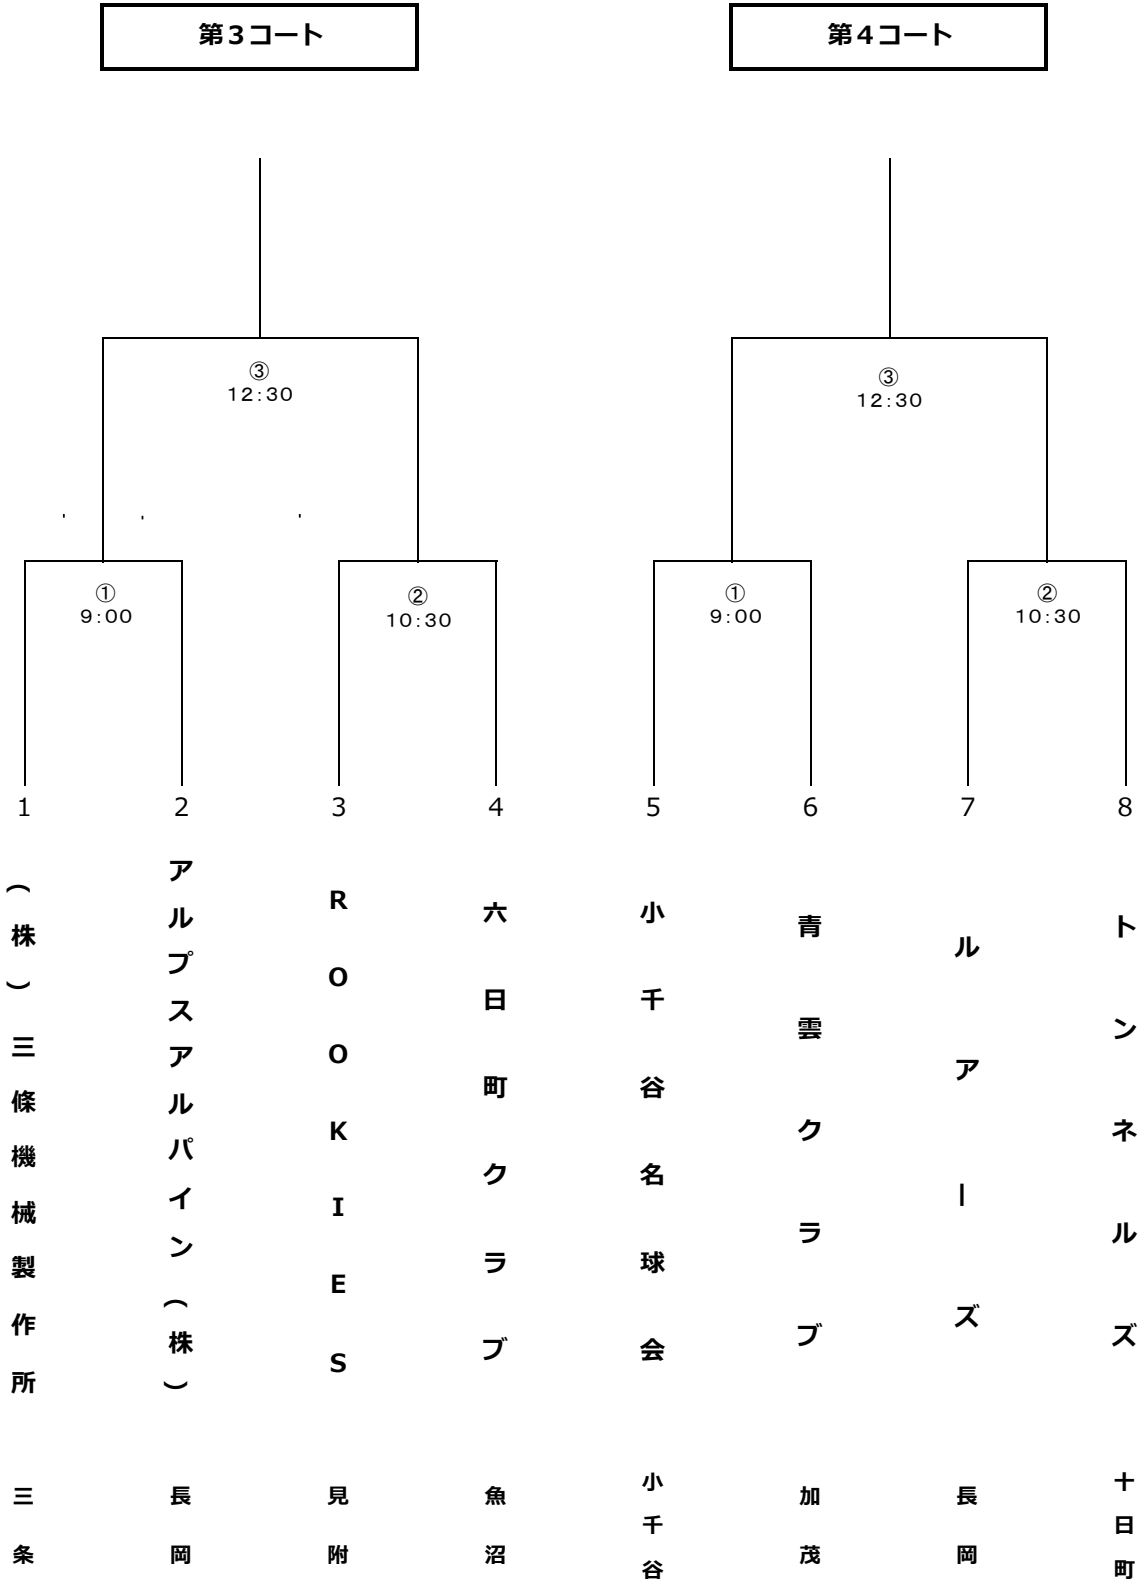 第３コート
第４コート
③
12:30
③
12:30
①
9:00
②
10:30
①
9:00
②
10:30
1
2
3
4
5
6
7
8
（株）三條機械製作所
アルプスアルパイン（株）
ROOKIES
六日町クラブ
小千谷名球会
青雲クラブ
ルアーズ
トンネルズ
三条
長岡
見附
魚沼
小千谷
加茂
長岡
十日町